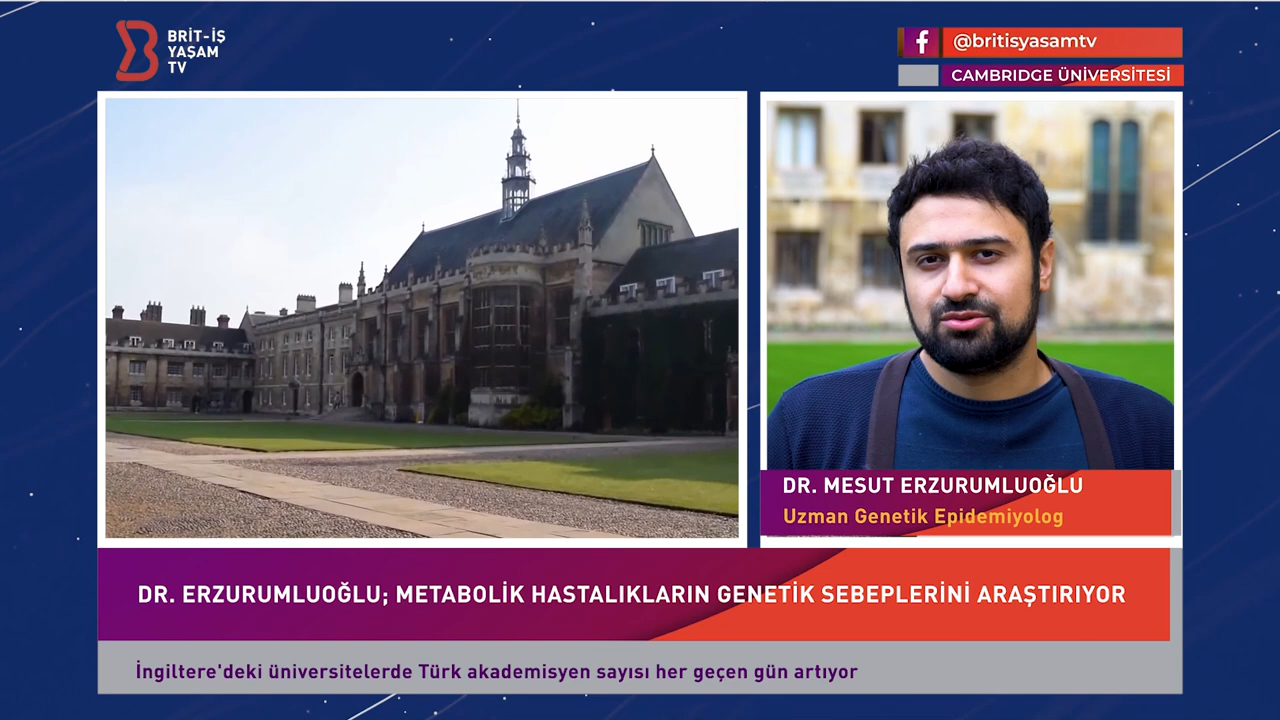 BRİT-İŞ
YAŞAM
TV
f @britisyasamtv
CAMBRIDGE ÜNİVERSİTESİ
DR. MESUT ERZURUMLUOĞLU
Uzman Genetik Epidemiyolog
DR. ERZURUMLUOĞLU; METABOLİK HASTALIKLARIN GENETİK SEBEPLERİNİ ARAŞTIRIYOR
İngiltere'deki üniversitelerde Türk akademisyen sayısı her geçen gün artıyor